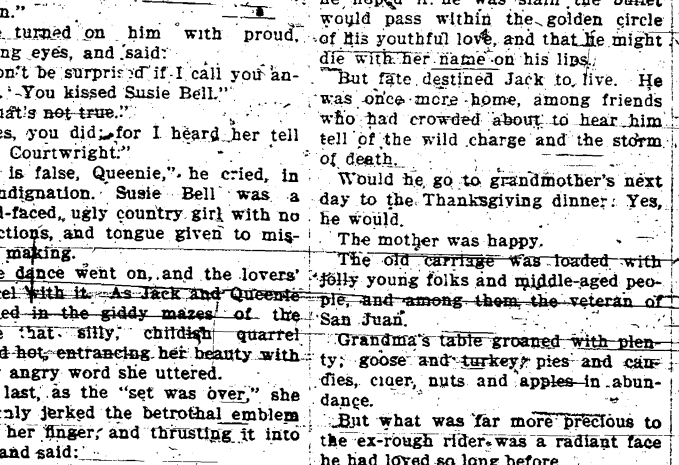 n."
turned on him with proud,
ng eyes, and said:
on't be surprised if I call you an-
"You kissed Susie Bell."
hat's not true."
es, you did; for I heard her tell
Courtwright."
is false, Queenie," he cried, in
ndignation. Susie Bell was a
d-faced, ugly country girl with no
ctions, and tongue given to mis-
making.
e dance went on, and the lovers'
rel with it. As Jack and Queenie
ed in the giddy mazes of the
e that silly, childish quarrel
d hot, entrancing her beauty with
angry word she uttered.
last, as the "set was over," she
nly jerked the betrothal emblem
her finger, and thrusting it into
and said:
he hoped if he was slain the bullet
would pass within the golden circle
of his youthful love, and that he might
die with her name on his lips.
But fate destined Jack to live. He
was once more home, among friends
who had crowded about to hear him
tell of the wild charge and the storm
of death.
Would he go to grandmother's next
day to the Thanksgiving dinner? Yes,
he would.
The mother was happy.
The old carriage was loaded with
jolly young folks and middle-aged peo-
ple, and among them the veteran of
San Juan.
Grandma's table groaned with plen-
ty; goose and turkey, pies and can-
dies, cider, nuts and apples in abun-
dance.
But what was far more precious to
the ex-rough rider was a radiant face
he had loved so long before